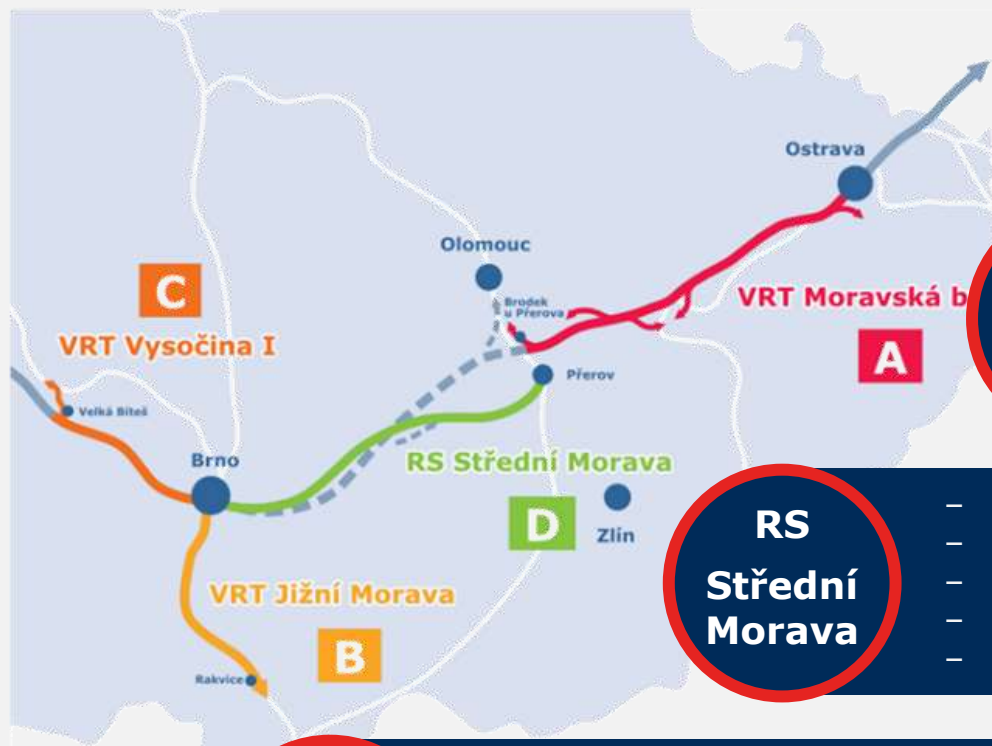 Ostrava
Olomouc
C
Brodek
u Přerova
VRT Moravská b
VRT Vysočina I
A
Přerov
Velká Bíteš
Brno
RS Střední Morava
D
Zlín
RS
Střední
Morava
–
–
–
–
–
VRT Jižní Morava
B
Rakvice